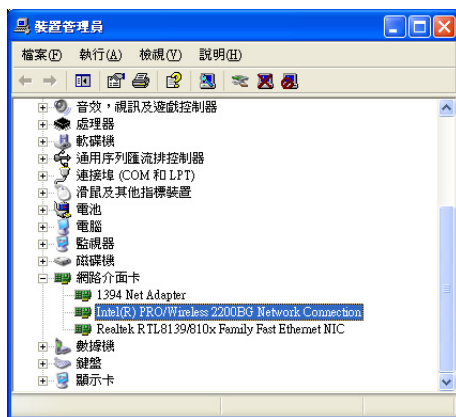 裝置管理員
檔案(F) 執行(A) 檢視(V) 說明(H)
音效，視訊及遊戲控制器
處理器
軟碟機
通用序列匯流排控制器
連接埠 (COM 和 LPT)
滑鼠及其他指標裝置
電池
電腦
監視器
磁碟機
網路介面卡
1394 Net Adapter
Intel(R) PRO/Wireless 2200BG Network Connection
Realtek RTL8139/810x Family Fast Ethernet NIC
數據機
鍵盤
顯示卡